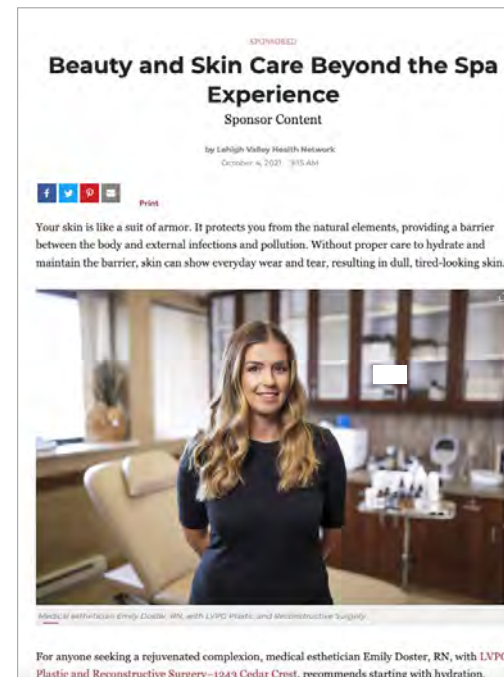 SPONSORED
Beauty and Skin Care Beyond the Spa
Experience
Sponsor Content
by Lehigh Valley Health Network
October 4, 2021 9:15 AM
Print
Your skin is like a suit of armor. It protects you from the natural elements, providing a barrier
between the body and external infections and pollution. Without proper care to hydrate and
maintain the barrier, skin can show everyday wear and tear, resulting in dull, tired-looking skin.
Medical esthetician Emily Doster, RN, with LVPG Plastic and Reconstructive Surgery
For anyone seeking a rejuvenated complexion, medical esthetician Emily Doster, RN, with LVPG
Plastic and Reconstructive Surgery–1243 Cedar Crest, recommends starting with hydration.